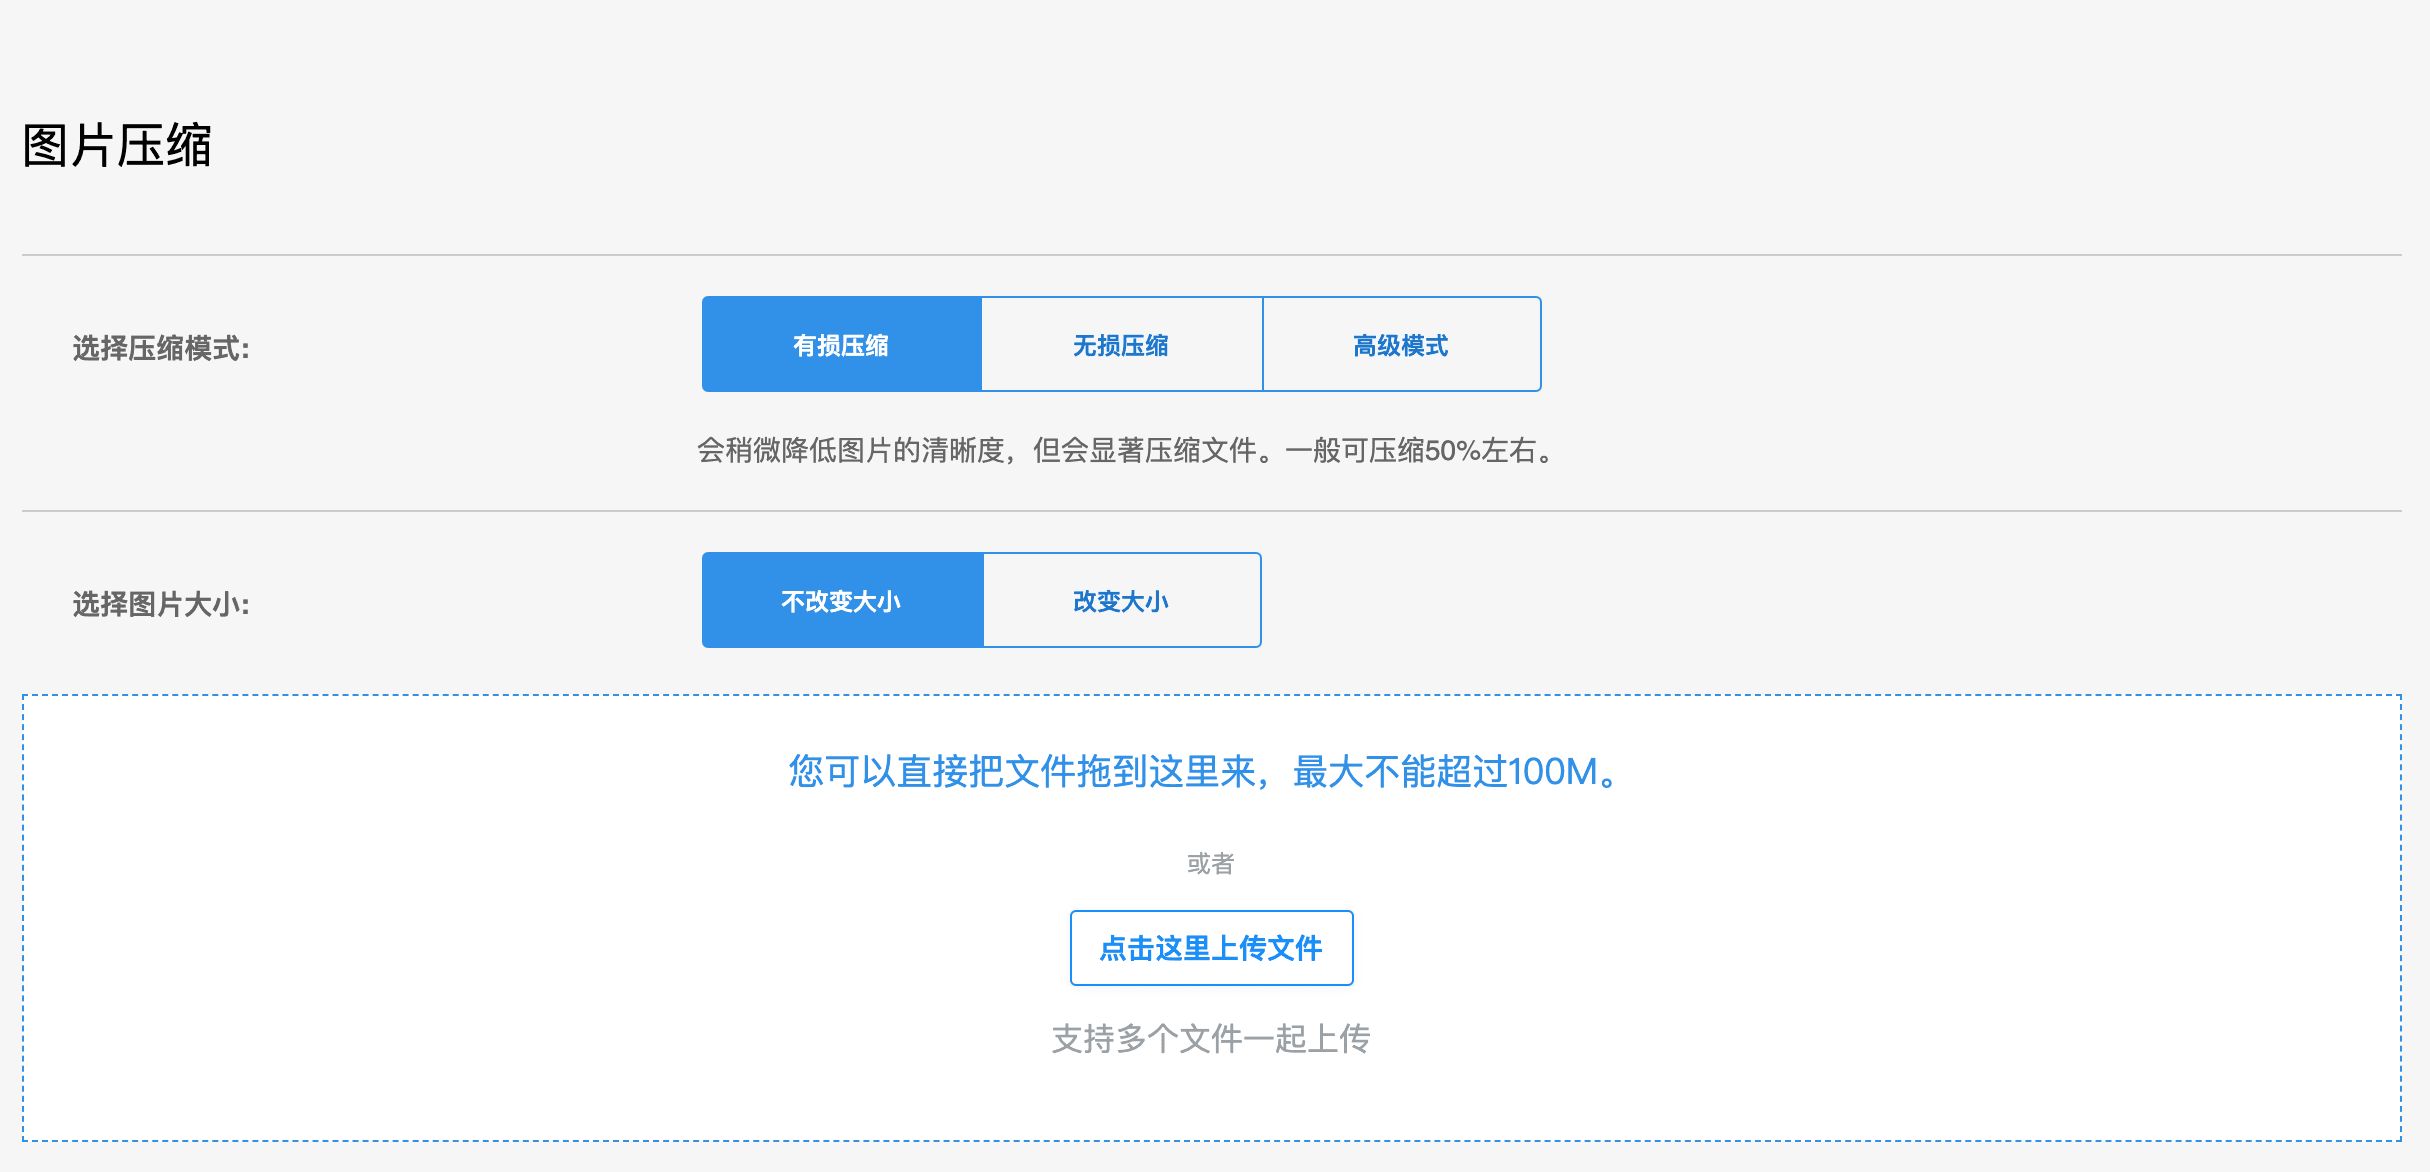 图片压缩
选择压缩模式:
有损压缩
无损压缩
高级模式
会稍微降低图片的清晰度，但会显著压缩文件。一般可压缩50%左右。
选择图片大小:
不改变大小
改变大小
您可以直接把文件拖到这里来，最大不能超过100M。
或者
点击这里上传文件
支持多个文件一起上传